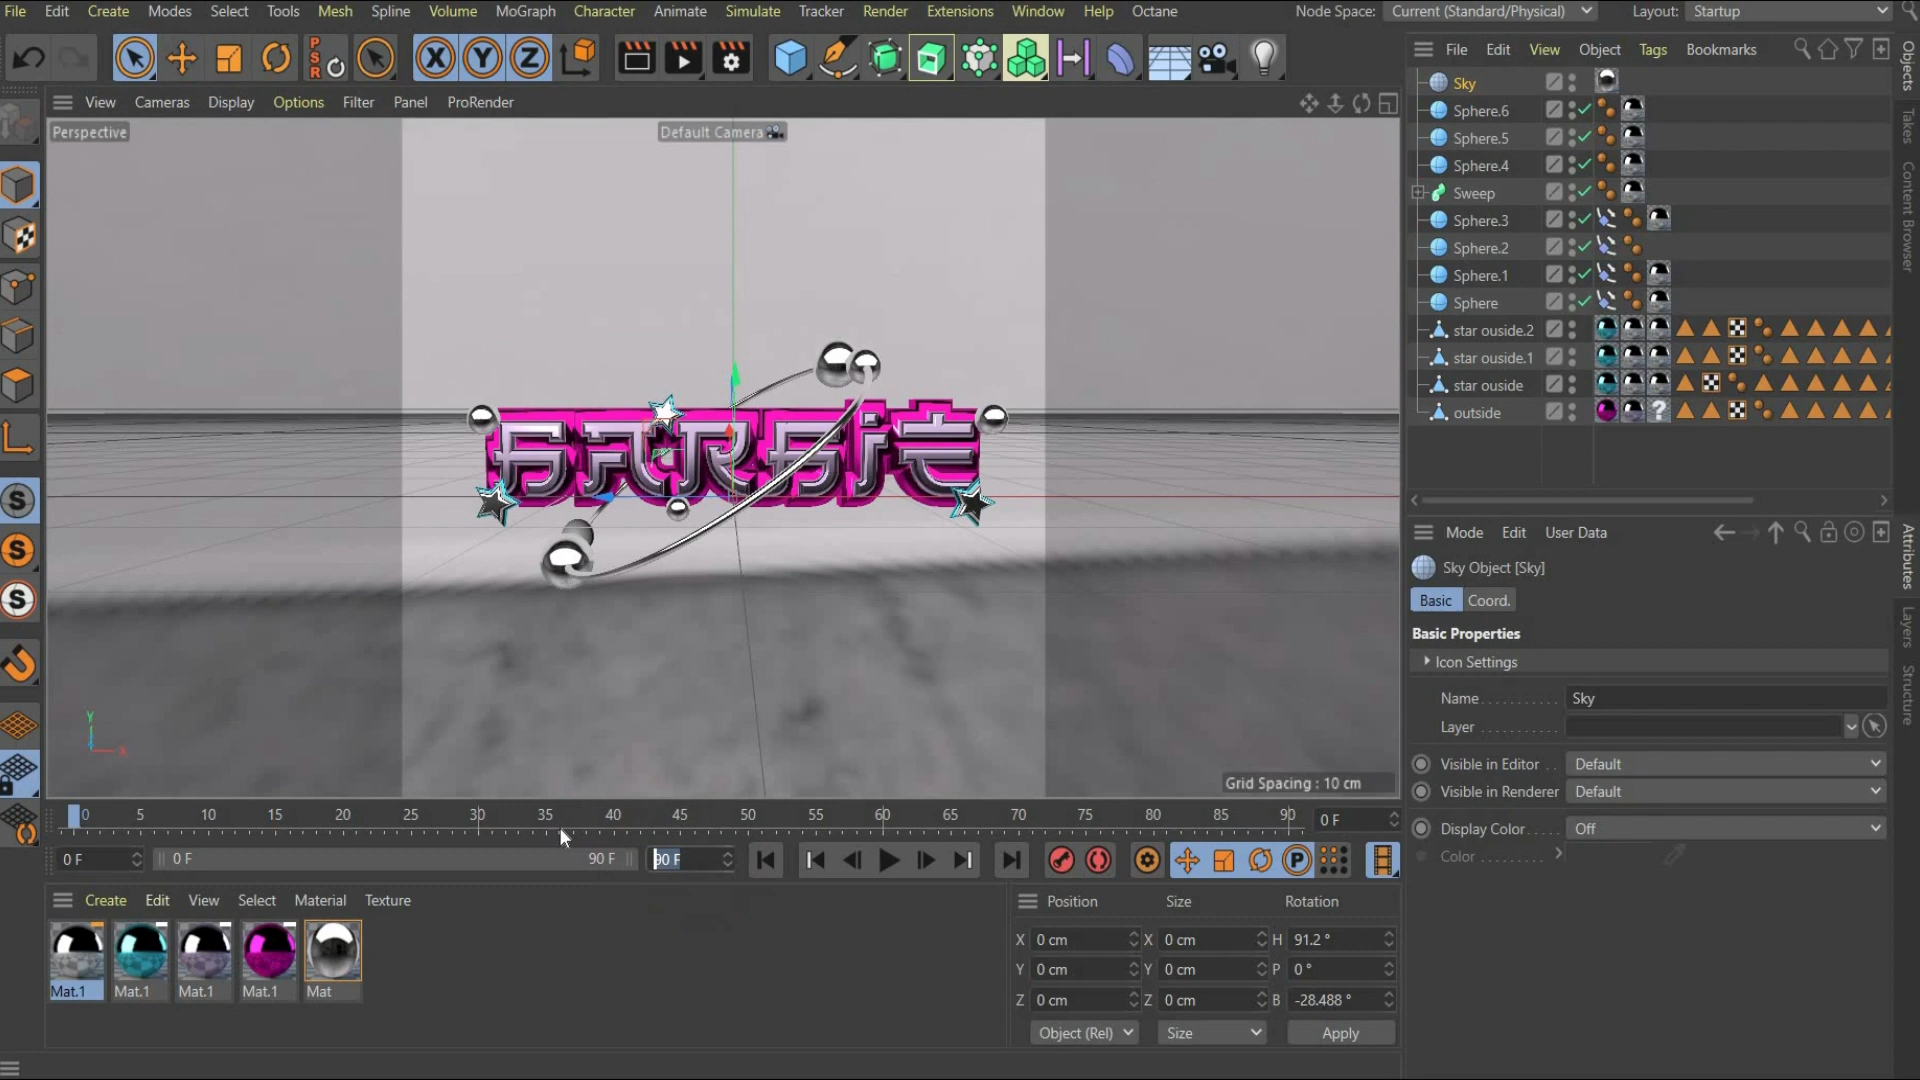 File Edit Create Modes Select Tools Mesh Spline Volume MoGraph Character Animate Simulate Tracker Render Extensions Window Help Octane Node Space: Current (Standard/Physical) Layout: Startup
PSR X Y Z
File Edit View Object Tags Bookmarks
View Cameras Display Options Filter Panel ProRender
Perspective
Default Camera
Sky
Sphere.6
Sphere.5
Sphere.4
Sweep
Sphere.3
Sphere.2
Sphere.1
Sphere
star ouside.2
star ouside.1
star ouside
outside
?
Objects
Takes
Content Browser
BARBIE
S
S
S
Y
X
Grid Spacing : 10 cm
Mode Edit User Data
Sky Object [Sky]
Basic Coord.
Basic Properties
Icon Settings
Name Sky
Layer
Visible in Editor Default
Visible in Renderer Default
Display Color Off
Color
Attributes
Layers
Structure
0 5 10 15 20 25 30 35 40 45 50 55 60 65 70 75 80 85 90 0 F
0 F 0 F 90 F 90 F P
Create Edit View Select Material Texture
Mat.1 Mat.1 Mat.1 Mat.1 Mat
Position Size Rotation
X 0 cm X 0 cm H 91.2 °
Y 0 cm Y 0 cm P 0 °
Z 0 cm Z 0 cm B -28.488 °
Object (Rel) Size Apply